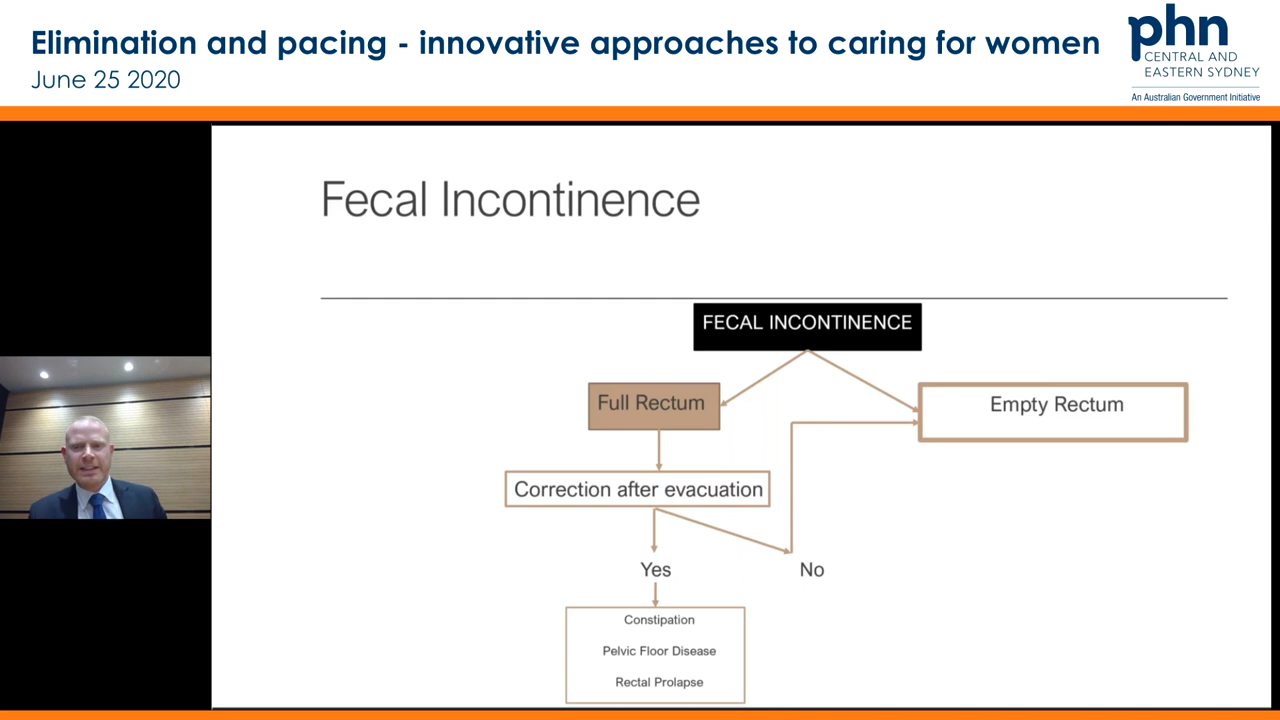 Elimination and pacing - innovative approaches to caring for women
June 25 2020
phn
CENTRAL AND
EASTERN SYDNEY
An Australian Government Initiative
Fecal Incontinence
FECAL INCONTINENCE
Full Rectum
Empty Rectum
Correction after evacuation
Yes
No
Constipation
Pelvic Floor Disease
Rectal Prolapse